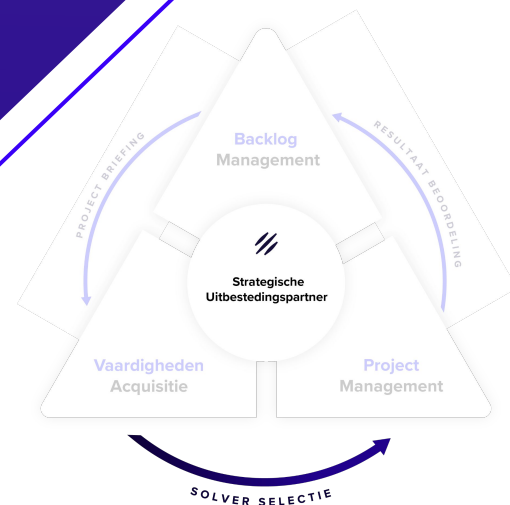 Backlog
Management
PROJECT BRIEFING
RESULTAAT BEOORDELING
Strategische
Uitbestedingspartner
Vaardigheden
Acquisitie
Project
Management
SOLVER SELECTIE